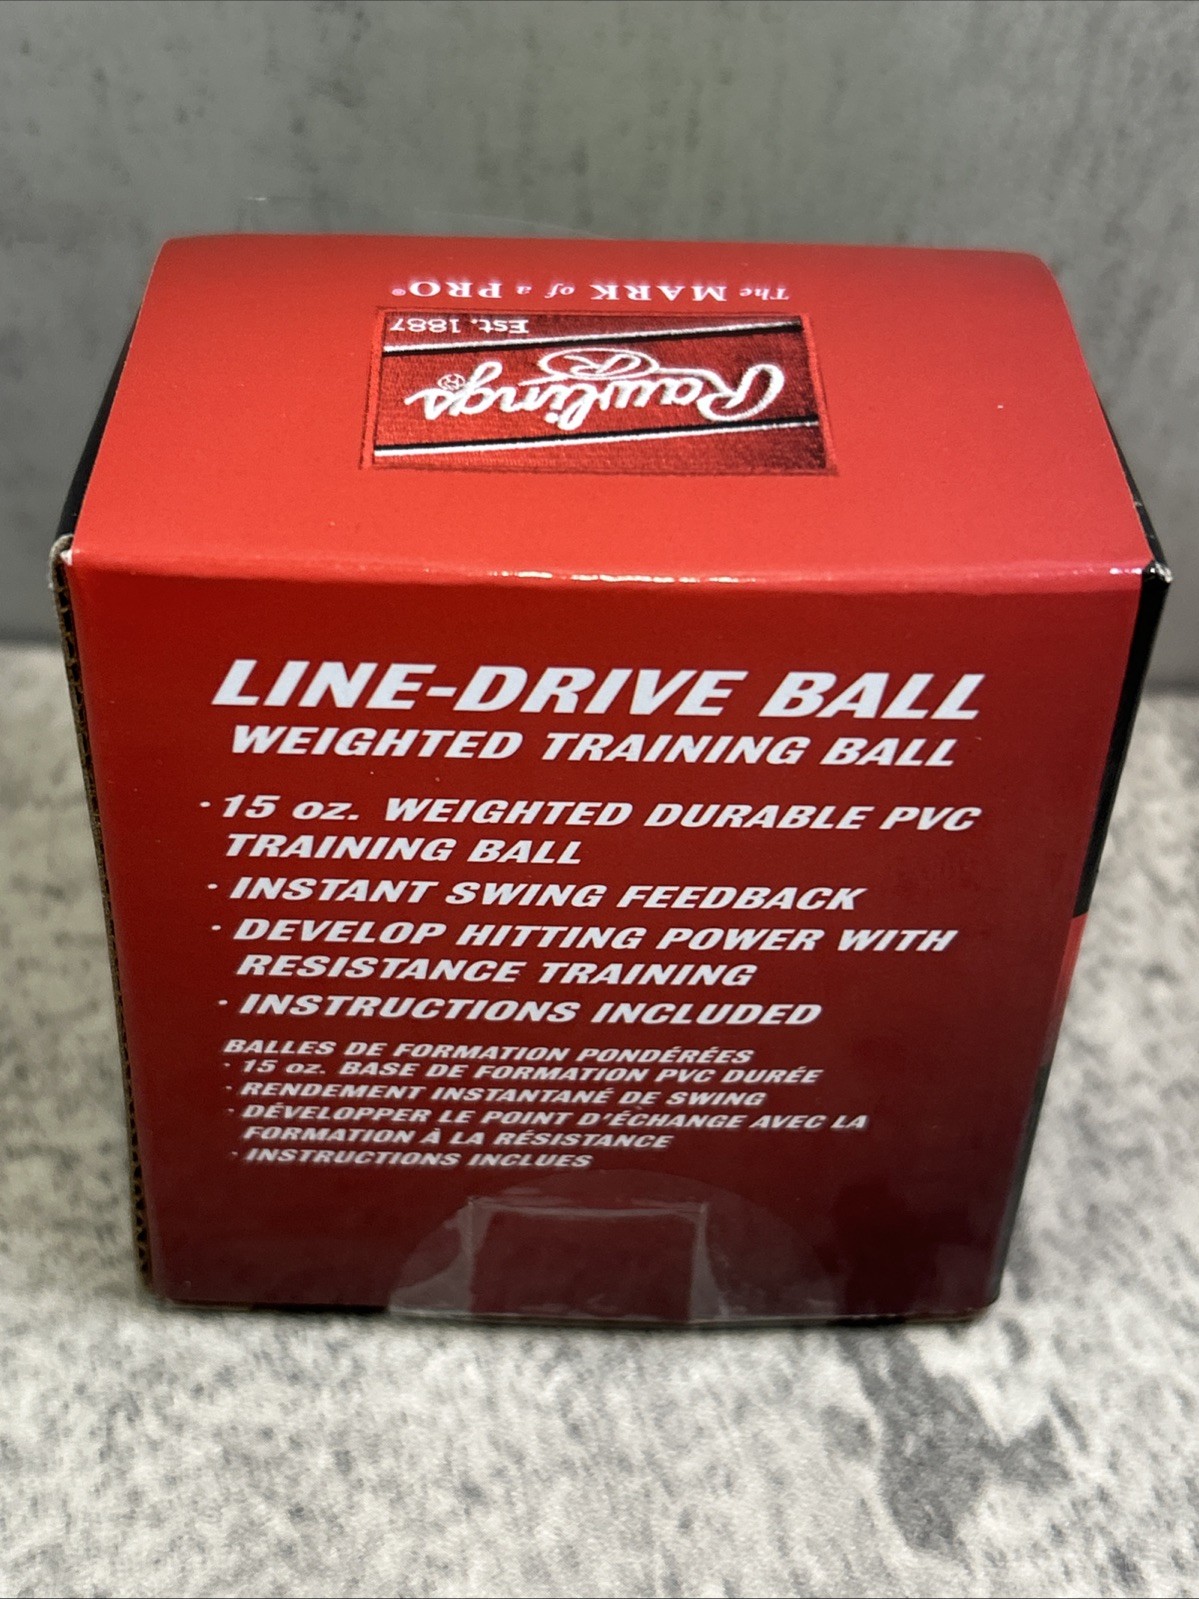 The MARK of a PRO®
Est. 1887
Rawlings®
R
LINE-DRIVE BALL
WEIGHTED TRAINING BALL
• 15 oz. WEIGHTED DURABLE PVC
TRAINING BALL
• INSTANT SWING FEEDBACK
• DEVELOP HITTING POWER WITH
RESISTANCE TRAINING
• INSTRUCTIONS INCLUDED
BALLES DE FORMATION PONDÉRÉES
• 15 oz. BASE DE FORMATION PVC DURÉE
• RENDEMENT INSTANTANÉ DE SWING
• DÉVELOPPER LE POINT D'ÉCHANGE AVEC LA
FORMATION À LA RÉSISTANCE
• INSTRUCTIONS INCLUES